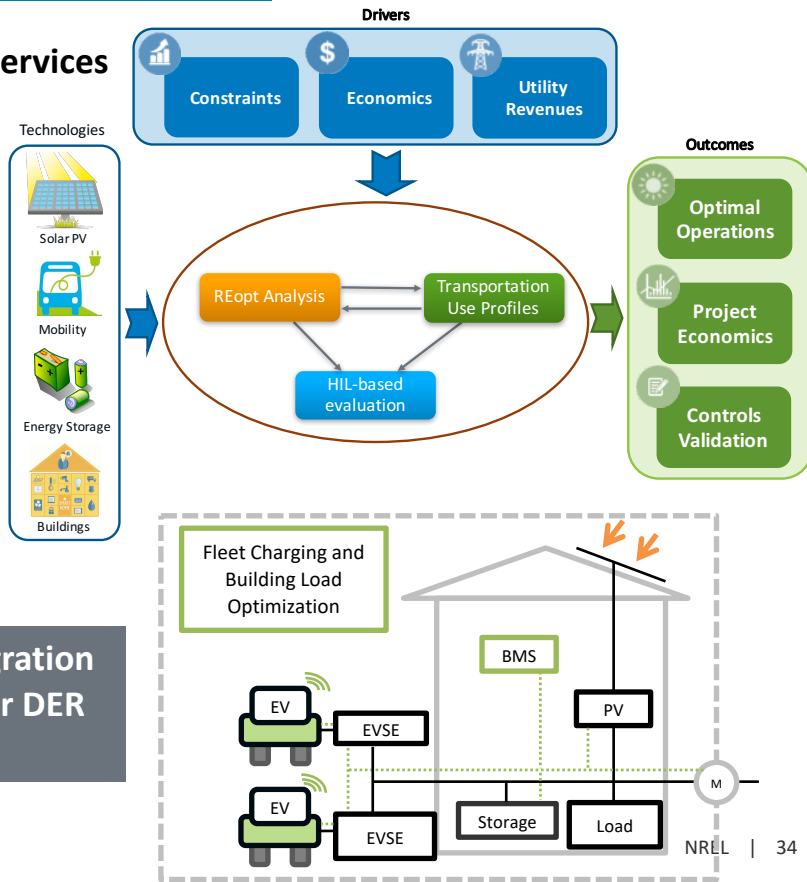 Drivers
ervices
Constraints
$
Economics
Utility
Revenues
Technologies
Solar PV
Mobility
Energy Storage
Buildings
REopt Analysis
Transportation
Use Profiles
HIL-based
evaluation
Outcomes
Optimal
Operations
Project
Economics
Controls
Validation
gration
r DER
Fleet Charging and
Building Load
Optimization
BMS
EV
EVSE
PV
M
EV
EVSE
Storage
Load
NREL | 34